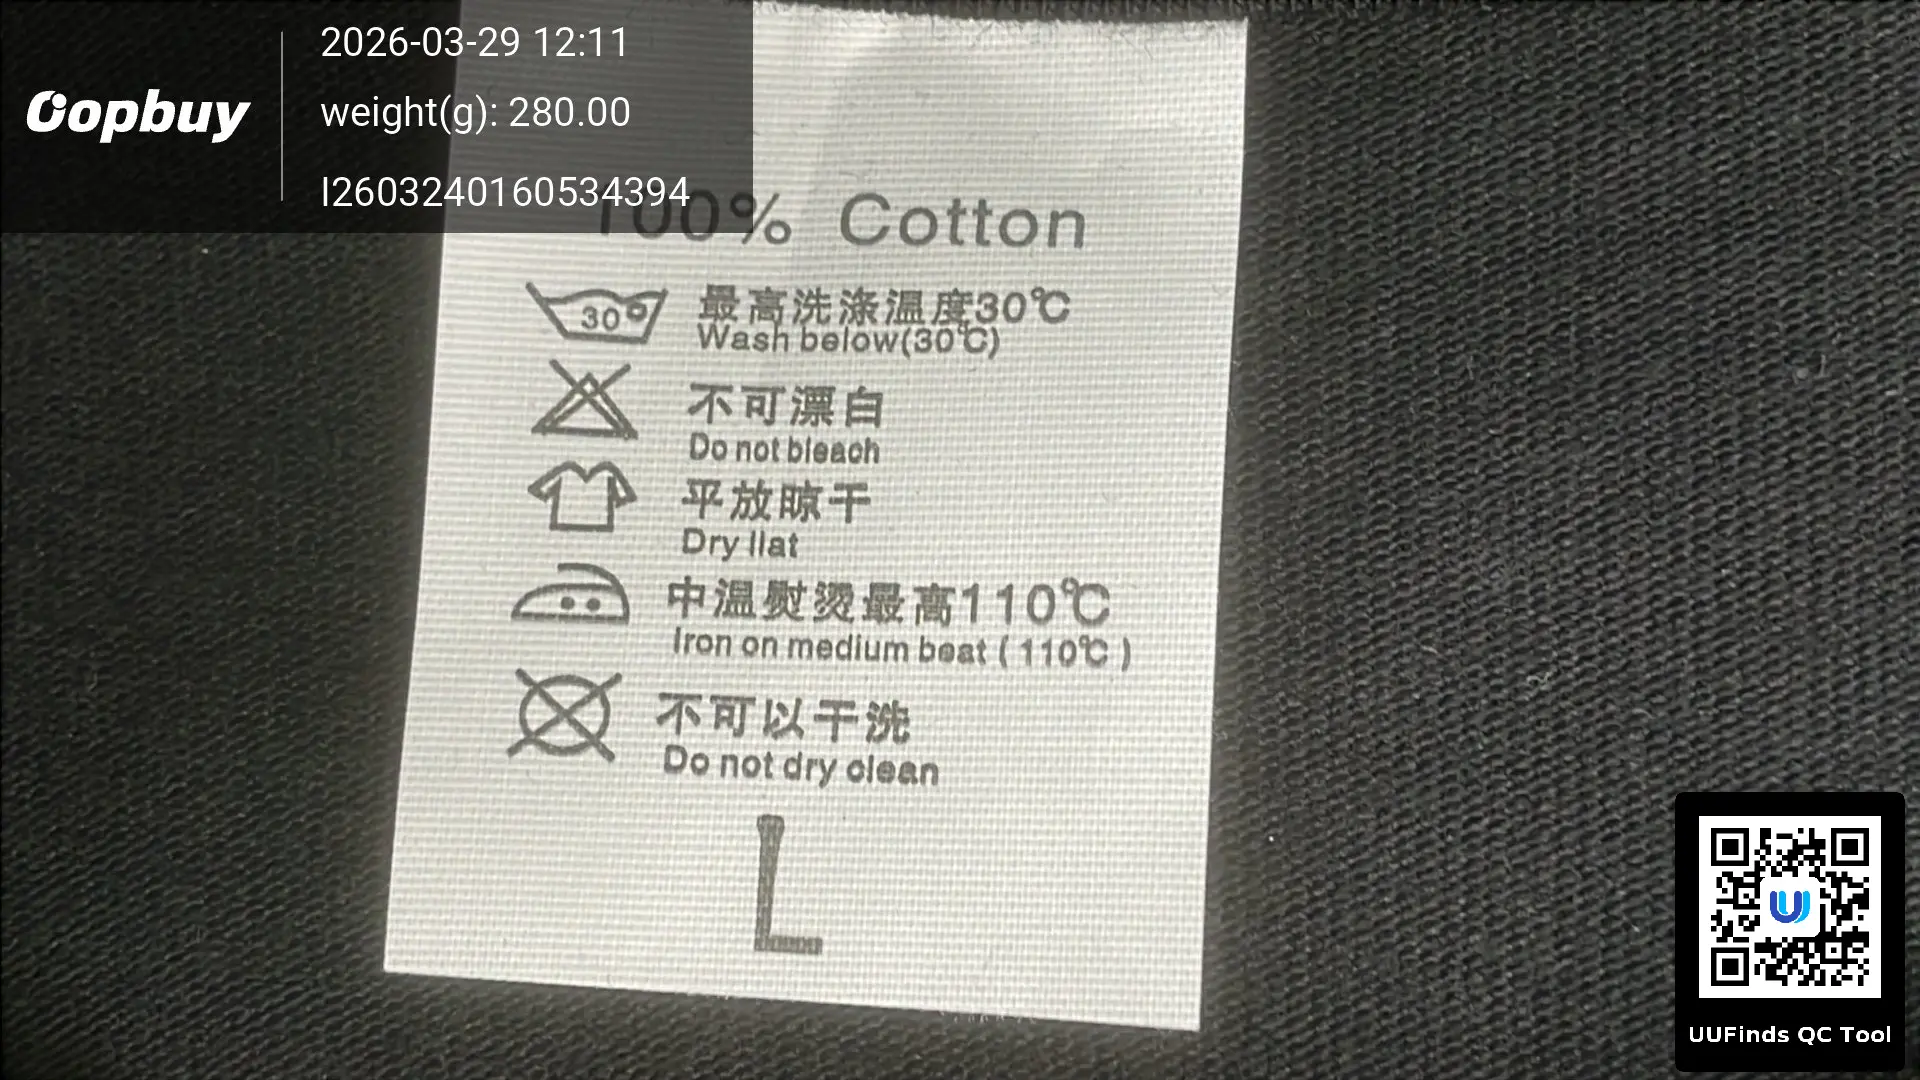 2026-03-29 12:11
oopbuy
weight(g): 280.00
I2603240160534394
100% Cotton
30°
最高洗涤温度30℃
Wash below(30℃)
不可漂白
Do not bleach
平放晾干
Dry llat
中温熨烫最高110℃
Iron on medium beat ( 110℃ )
不可以干洗
Do not dry clean
L
UUFinds QC Tool